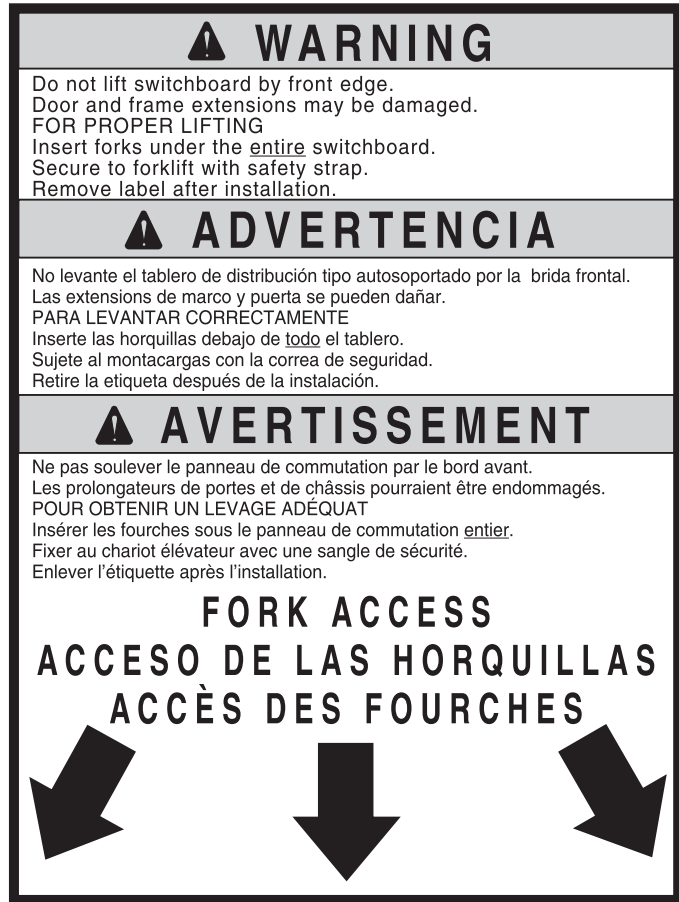 WARNING
Do not lift switchboard by front edge.
Door and frame extensions may be damaged.
FOR PROPER LIFTING
Insert forks under the entire switchboard.
Secure to forklift with safety strap.
Remove label after installation.
ADVERTENCIA
No levante el tablero de distribución tipo autosoportado por la  brida frontal.
Las extensions de marco y puerta se pueden dañar.
PARA LEVANTAR CORRECTAMENTE
Inserte las horquillas debajo de todo el tablero.
Sujete al montacargas con la correa de seguridad.
Retire la etiqueta después de la instalación.
AVERTISSEMENT
Ne pas soulever le panneau de commutation par le bord avant.
Les prolongateurs de portes et de châssis pourraient être endommagés.
POUR OBTENIR UN LEVAGE ADÉQUAT
Insérer les fourches sous le panneau de commutation entier.
Fixer au chariot élévateur avec une sangle de sécurité.
Enlever l’étiquette après l’installation.
FORK ACCESS
ACCESO DE LAS HORQUILLAS
ACCÈS DES FOURCHES